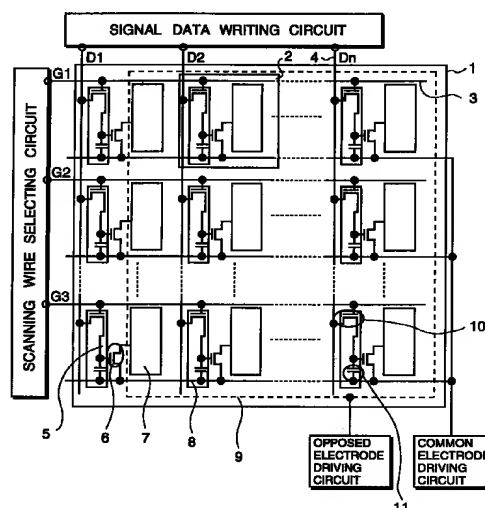 SIGNAL DATA WRITING CIRCUIT
D1 D2 2 4 Dn
1
G1
3
SCANNING WIRE SELECTING CIRCUIT
G2
G3
10
5
6 7 8 9
OPPOSED
ELECTRODE
DRIVING
CIRCUIT
COMMON
ELECTRODE
DRIVING
CIRCUIT
11